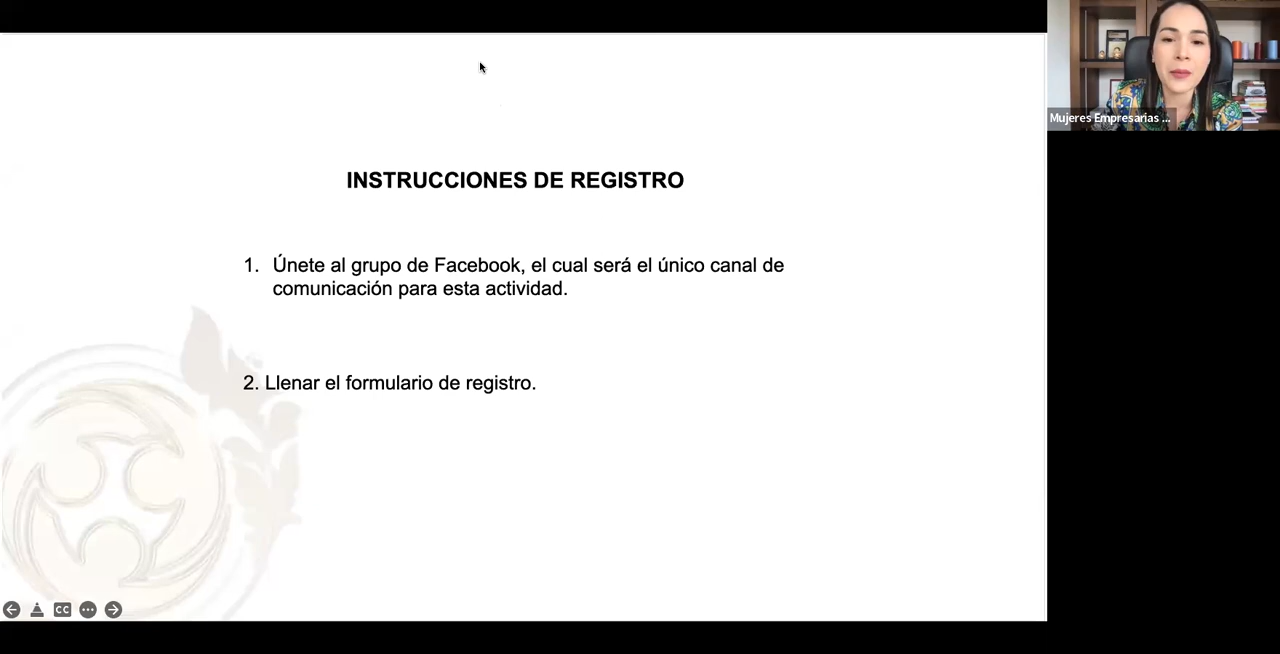 INSTRUCCIONES DE REGISTRO
1. Únete al grupo de Facebook, el cual será el único canal de
comunicación para esta actividad.
2. Llenar el formulario de registro.
Mujeres Empresarias ...
CC